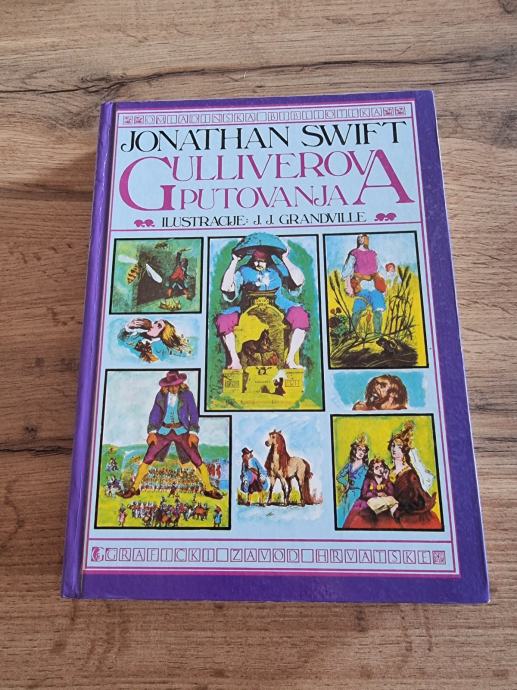 OMLADINSKA BIBLIOTEKA
JONATHAN SWIFT
GULLIVEROVA
PUTOVANJA
ILUSTRACIJE: J. J. GRANDVILLE
GRAFIČKI ZAVOD HRVATSKE